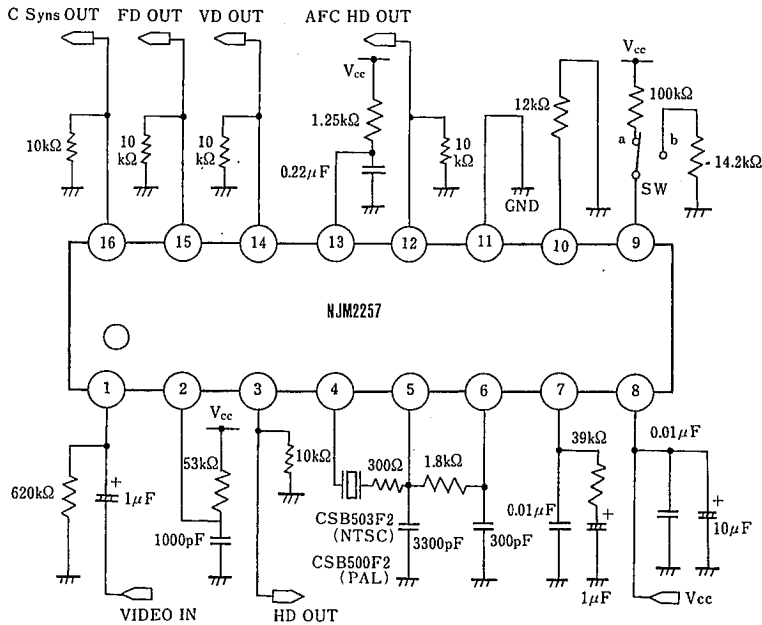 C Syns OUT FD OUT VD OUT AFC HD OUT
Vcc
Vcc
10kΩ
10 kΩ
10 kΩ
1.25kΩ
0.22μF
10 kΩ
GND
12kΩ
100kΩ
a
b
SW
14.2kΩ
16 15 14 13 12 11 10 9
NJM2257
1 2 3 4 5 6 7 8
620kΩ
1μF
+
VIDEO IN
Vcc
53kΩ
1000pF
10kΩ
HD OUT
300Ω
1.8kΩ
CSB503F2
(NTSC)
CSB500F2
(PAL)
3300pF
300pF
39kΩ
0.01μF
+
1μF
0.01μF
+
10μF
Vcc